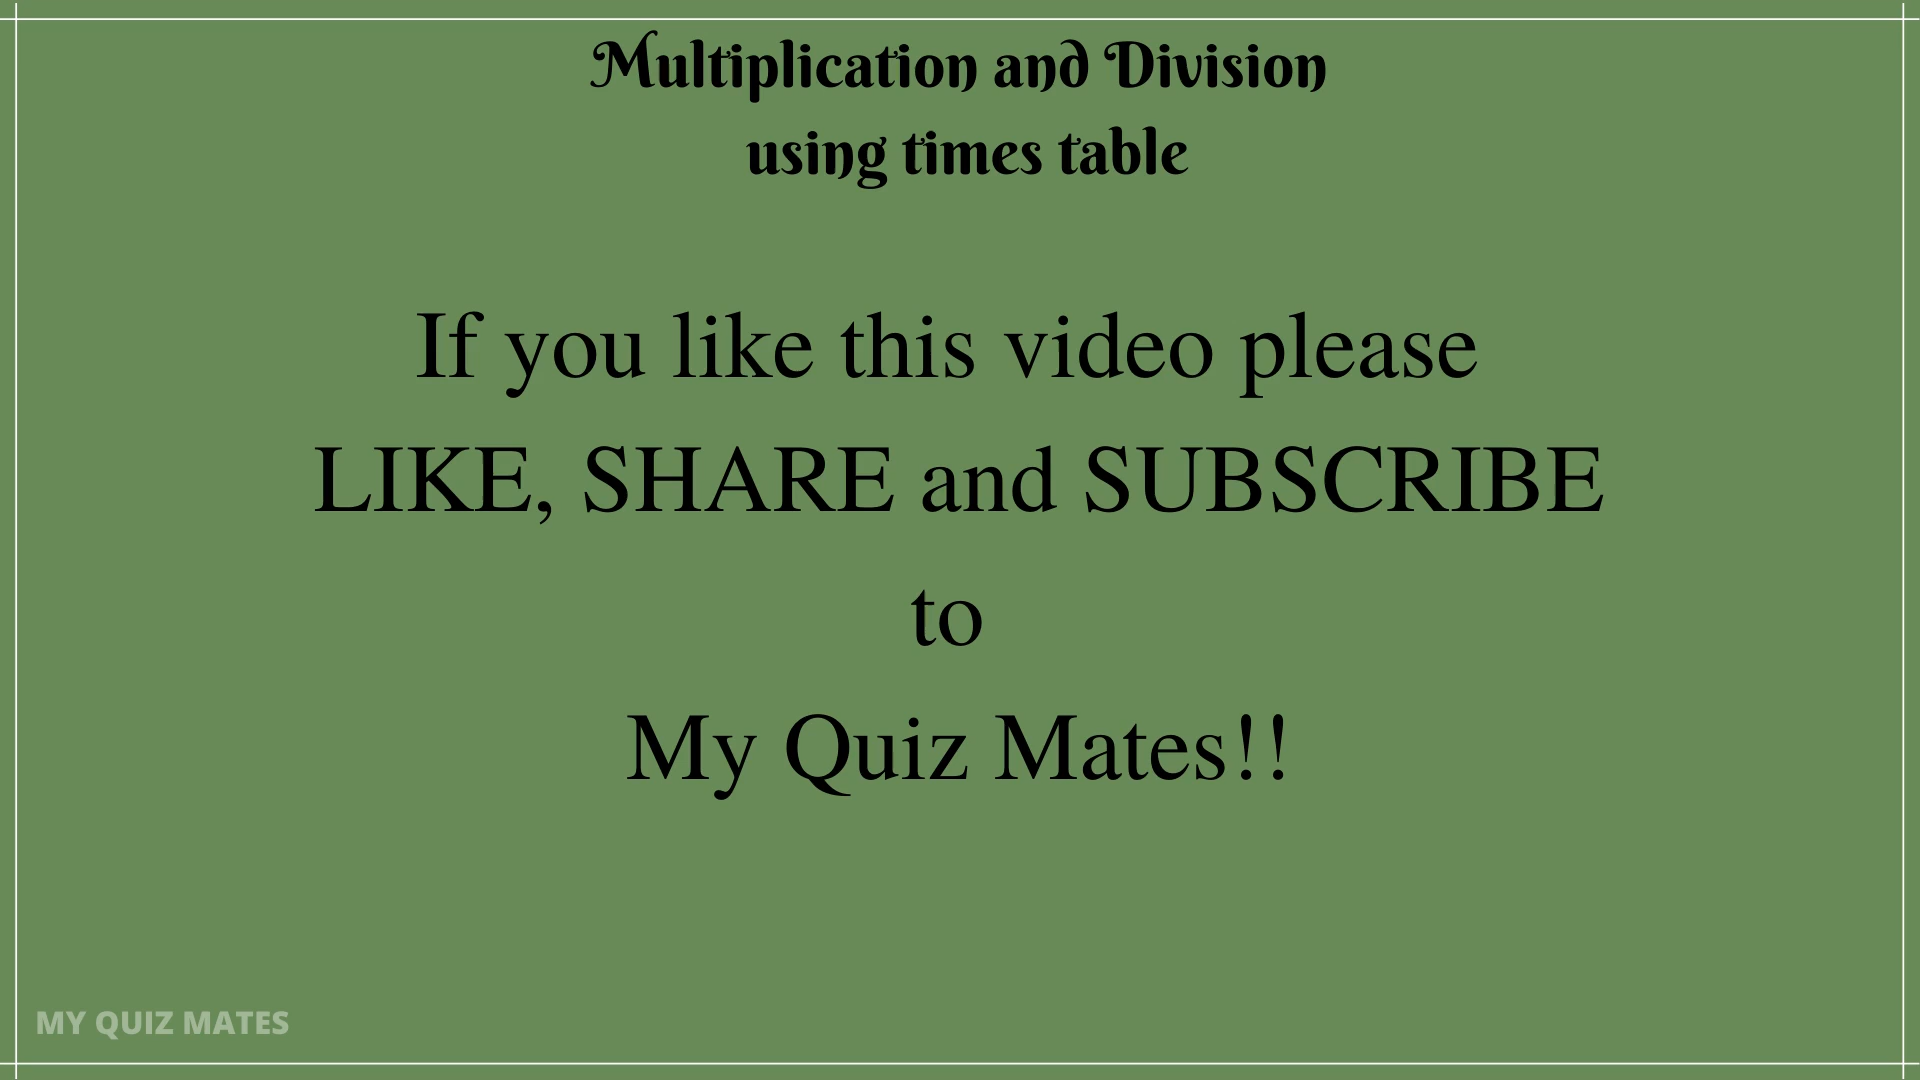 Multiplication and Division
using times table
If you like this video please
LIKE, SHARE and SUBSCRIBE
to
My Quiz Mates!!
MY QUIZ MATES